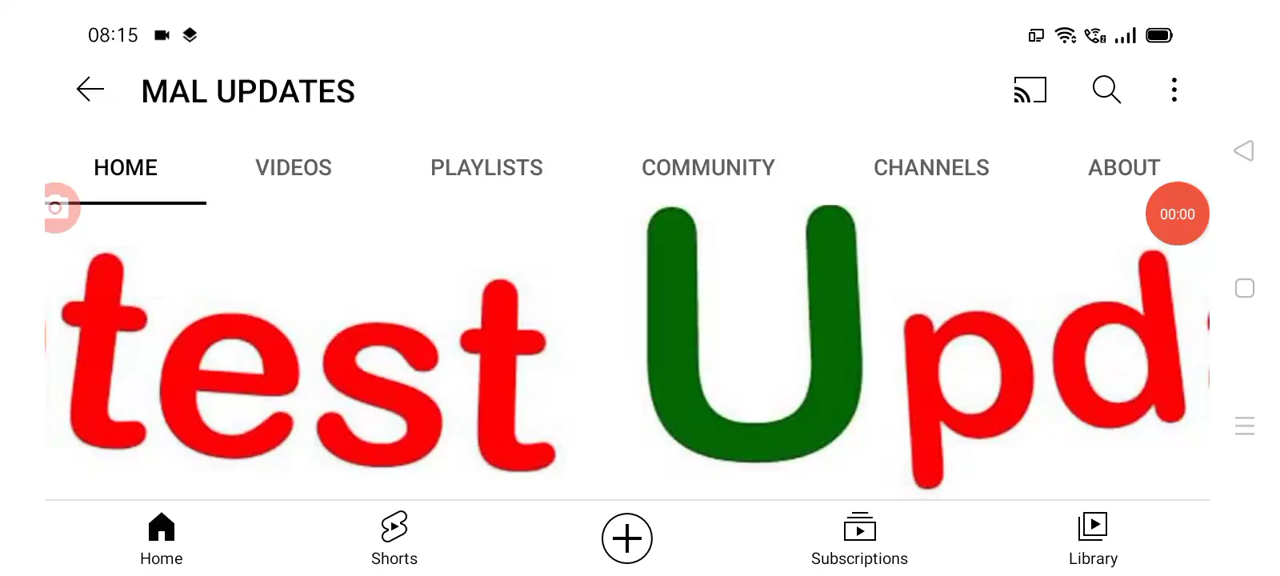 08:15
MAL UPDATES
HOME VIDEOS PLAYLISTS COMMUNITY CHANNELS ABOUT
00:00
test Upd
Home Shorts Subscriptions Library